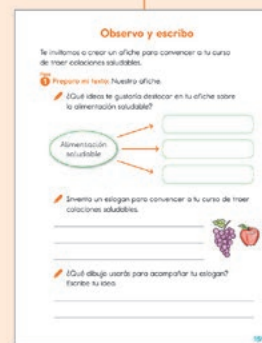 Observo y escribo
Te invitamos a crear un afiche para convencer a tu curso
de traer colaciones saludables.
1 Preparo mi texto: Nuestro afiche.
¿Qué ideas te gustaría destacar en tu afiche sobre
la alimentación saludable?
Alimentación
saludable
Inventa un eslogan para convencer a tu curso de traer
colaciones saludables.
¿Qué dibujo usarás para acompañar tu eslogan?
Escribe tu idea.